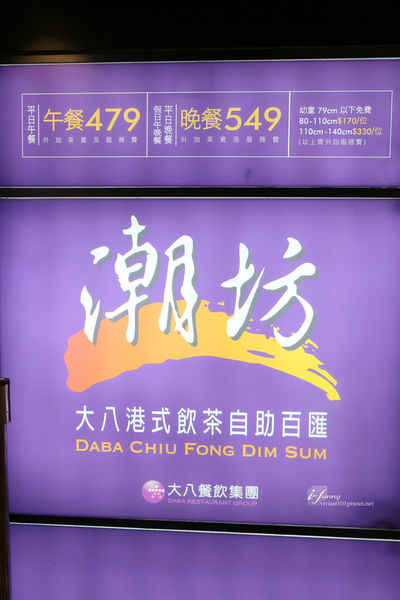 平日午餐
午餐479
外加茶資及服務費
平日晚餐
假日午晚餐
晚餐549
外加茶資及服務費
幼童 79cm 以下免費
80-110cm$170/位
110cm-140cm$330/位
(以上需外加服務費)
潮坊
大八港式飲茶自助百匯
DABA CHIU FONG DIM SUM
大八餐飲集團
DABA RESTAURANT GROUP
i-funny
vivian010.pixnet.net